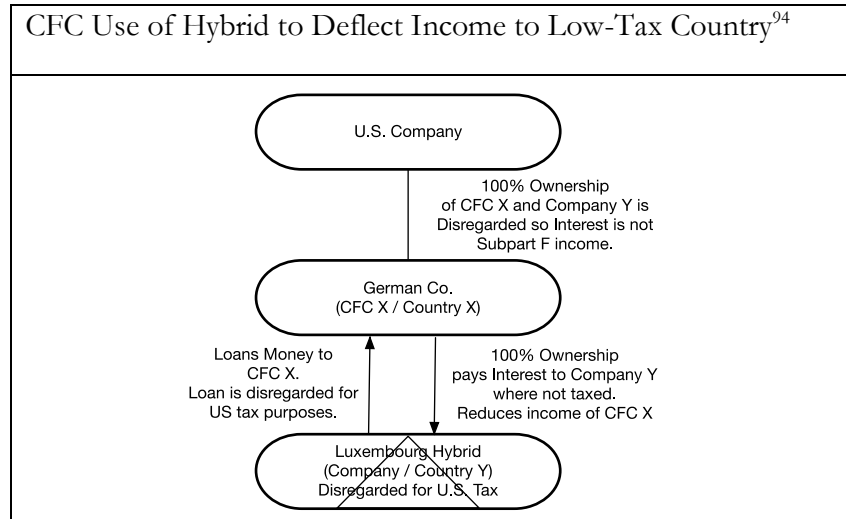 CFC Use of Hybrid to Deflect Income to Low-Tax Country94
U.S. Company
100% Ownership
of CFC X and Company Y is
Disregarded so Interest is not
Subpart F income.
German Co.
(CFC X / Country X)
Loans Money to
CFC X.
Loan is disregarded for
US tax purposes.
100% Ownership
pays Interest to Company Y
where not taxed.
Reduces income of CFC X
Luxembourg Hybrid
(Company / Country Y)
Disregarded for U.S. Tax